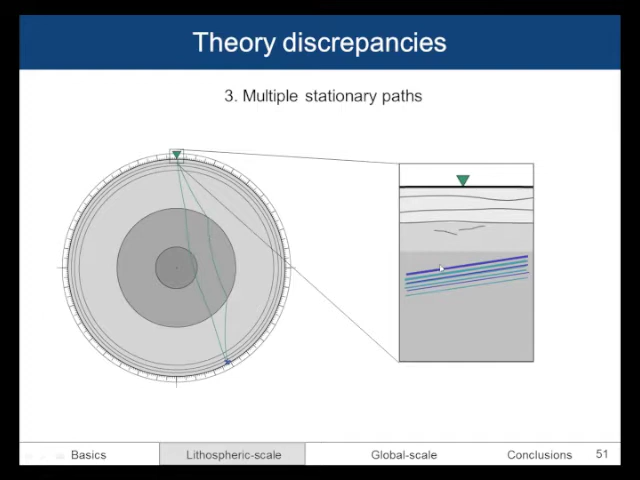 Theory discrepancies
3. Multiple stationary paths
Basics
Lithospheric-scale
Global-scale
Conclusions
51